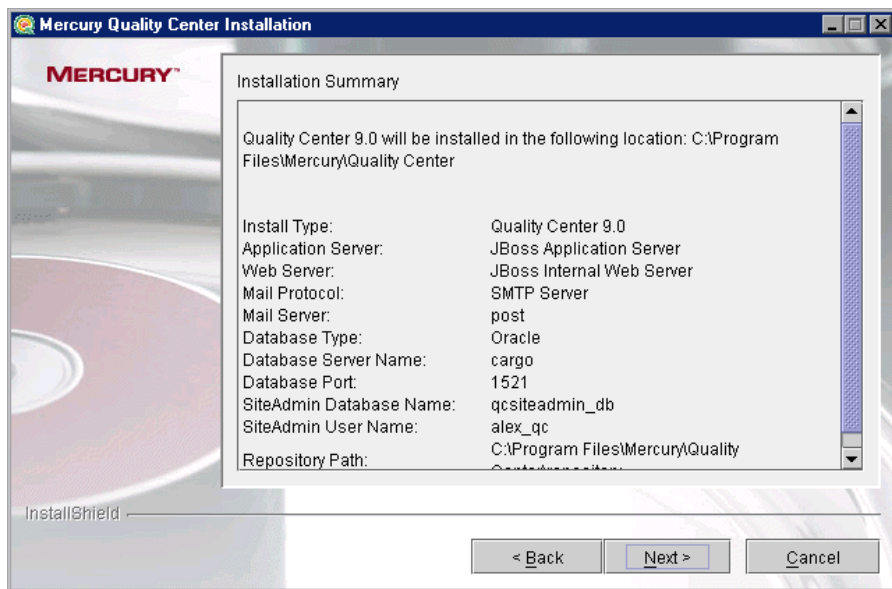 Mercury Quality Center Installation
MERCURY™
Installation Summary
Quality Center 9.0 will be installed in the following location: C:\Program
Files\Mercury\Quality Center
Install Type: Quality Center 9.0
Application Server: JBoss Application Server
Web Server: JBoss Internal Web Server
Mail Protocol: SMTP Server
Mail Server: post
Database Type: Oracle
Database Server Name: cargo
Database Port: 1521
SiteAdmin Database Name: qcsiteadmin_db
SiteAdmin User Name: alex_qc
Repository Path: C:\Program Files\Mercury\Quality
InstallShield
< Back
Next >
Cancel